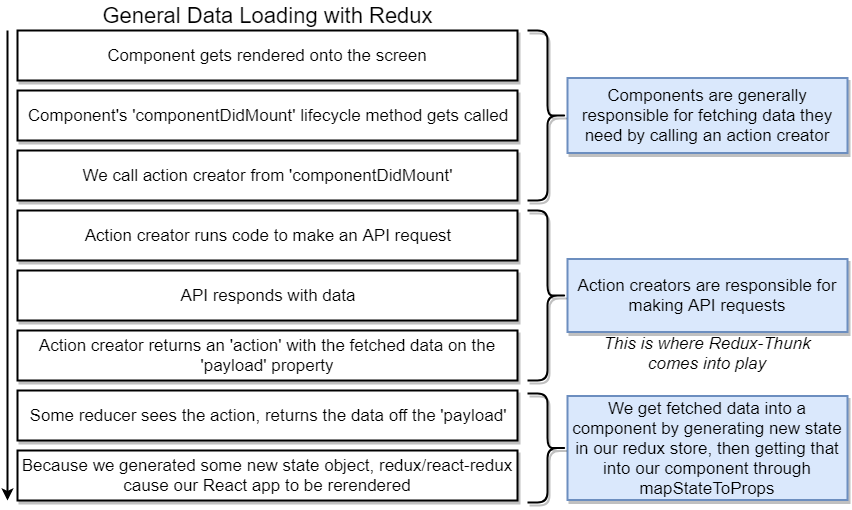 General Data Loading with Redux
Component gets rendered onto the screen
Component's 'componentDidMount' lifecycle method gets called
We call action creator from 'componentDidMount'
Components are generally
responsible for fetching data they
need by calling an action creator
Action creator runs code to make an API request
API responds with data
Action creator returns an 'action' with the fetched data on the
'payload' property
Action creators are responsible for
making API requests
This is where Redux-Thunk
comes into play
Some reducer sees the action, returns the data off the 'payload'
Because we generated some new state object, redux/react-redux
cause our React app to be rerendered
We get fetched data into a
component by generating new state
in our redux store, then getting that
into our component through
mapStateToProps